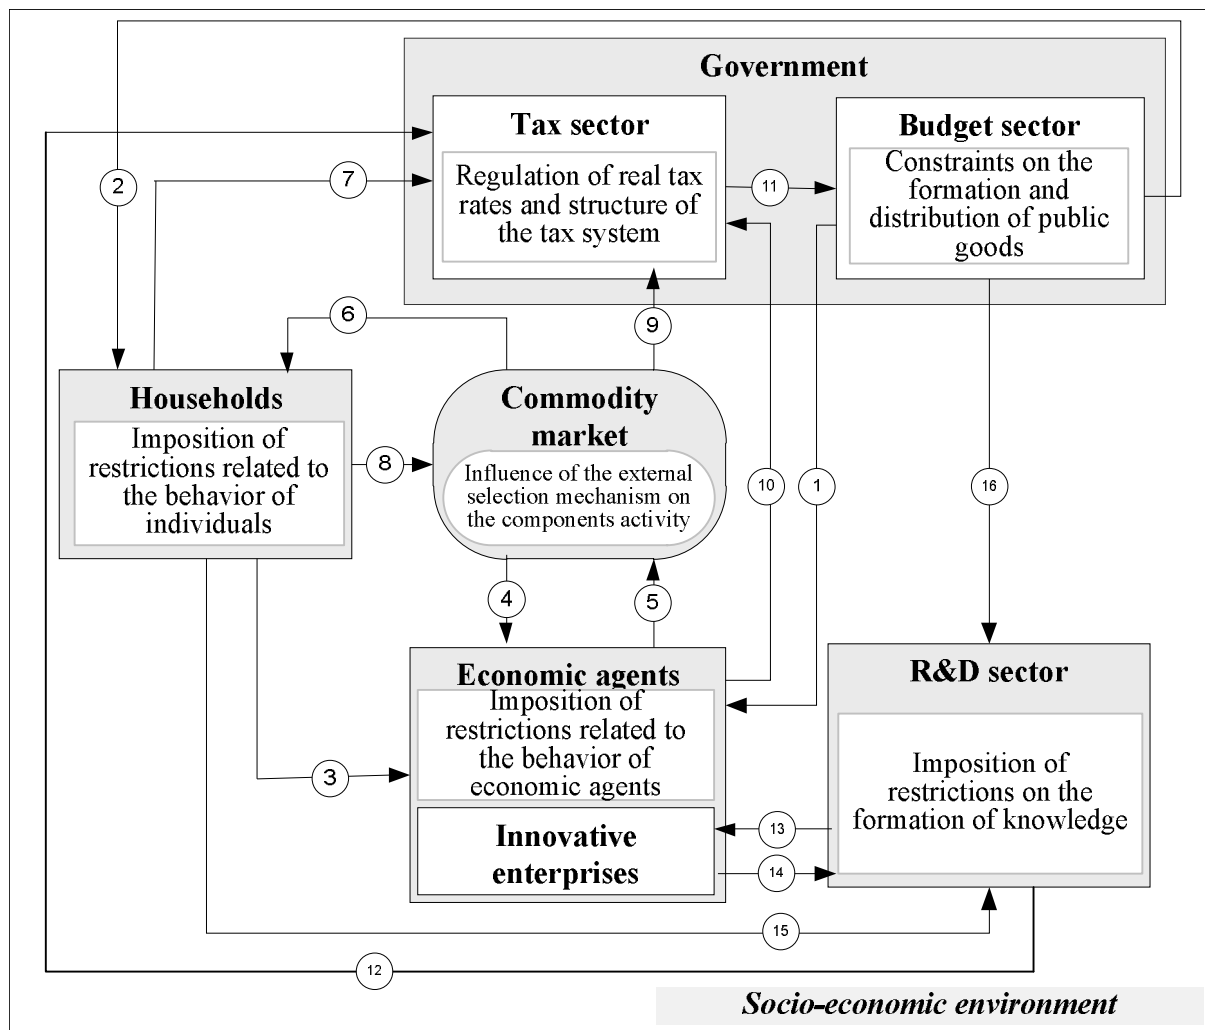 Government
Tax sector
Regulation of real tax
rates and structure of
the tax system
Budget sector
Constraints on the
formation and
distribution of public
goods
2
7
11
6
9
Households
Imposition of
restrictions related to
the behavior of
individuals
8
Commodity
market
Influence of the external
selection mechanism on
the components activity
10
1
16
4
5
Economic agents
Imposition of
restrictions related to
the behavior of
economic agents
Innovative
enterprises
3
R&D sector
Imposition of
restrictions on the
formation of knowledge
13
14
15
12
Socio-economic environment